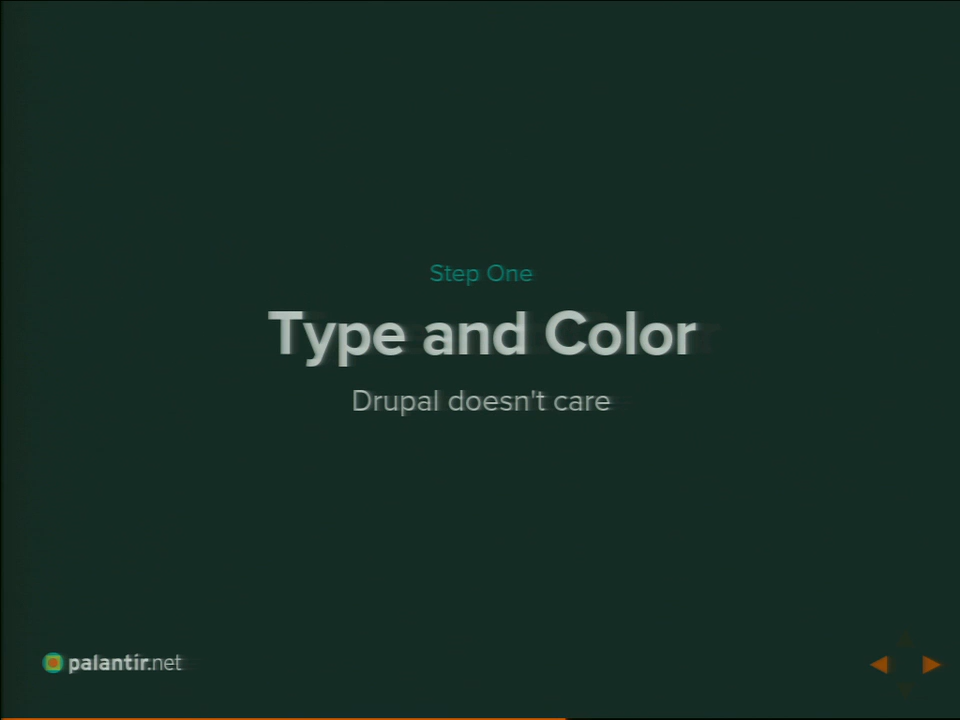 Step One
Type and Color
Drupal doesn't care
palantir.net